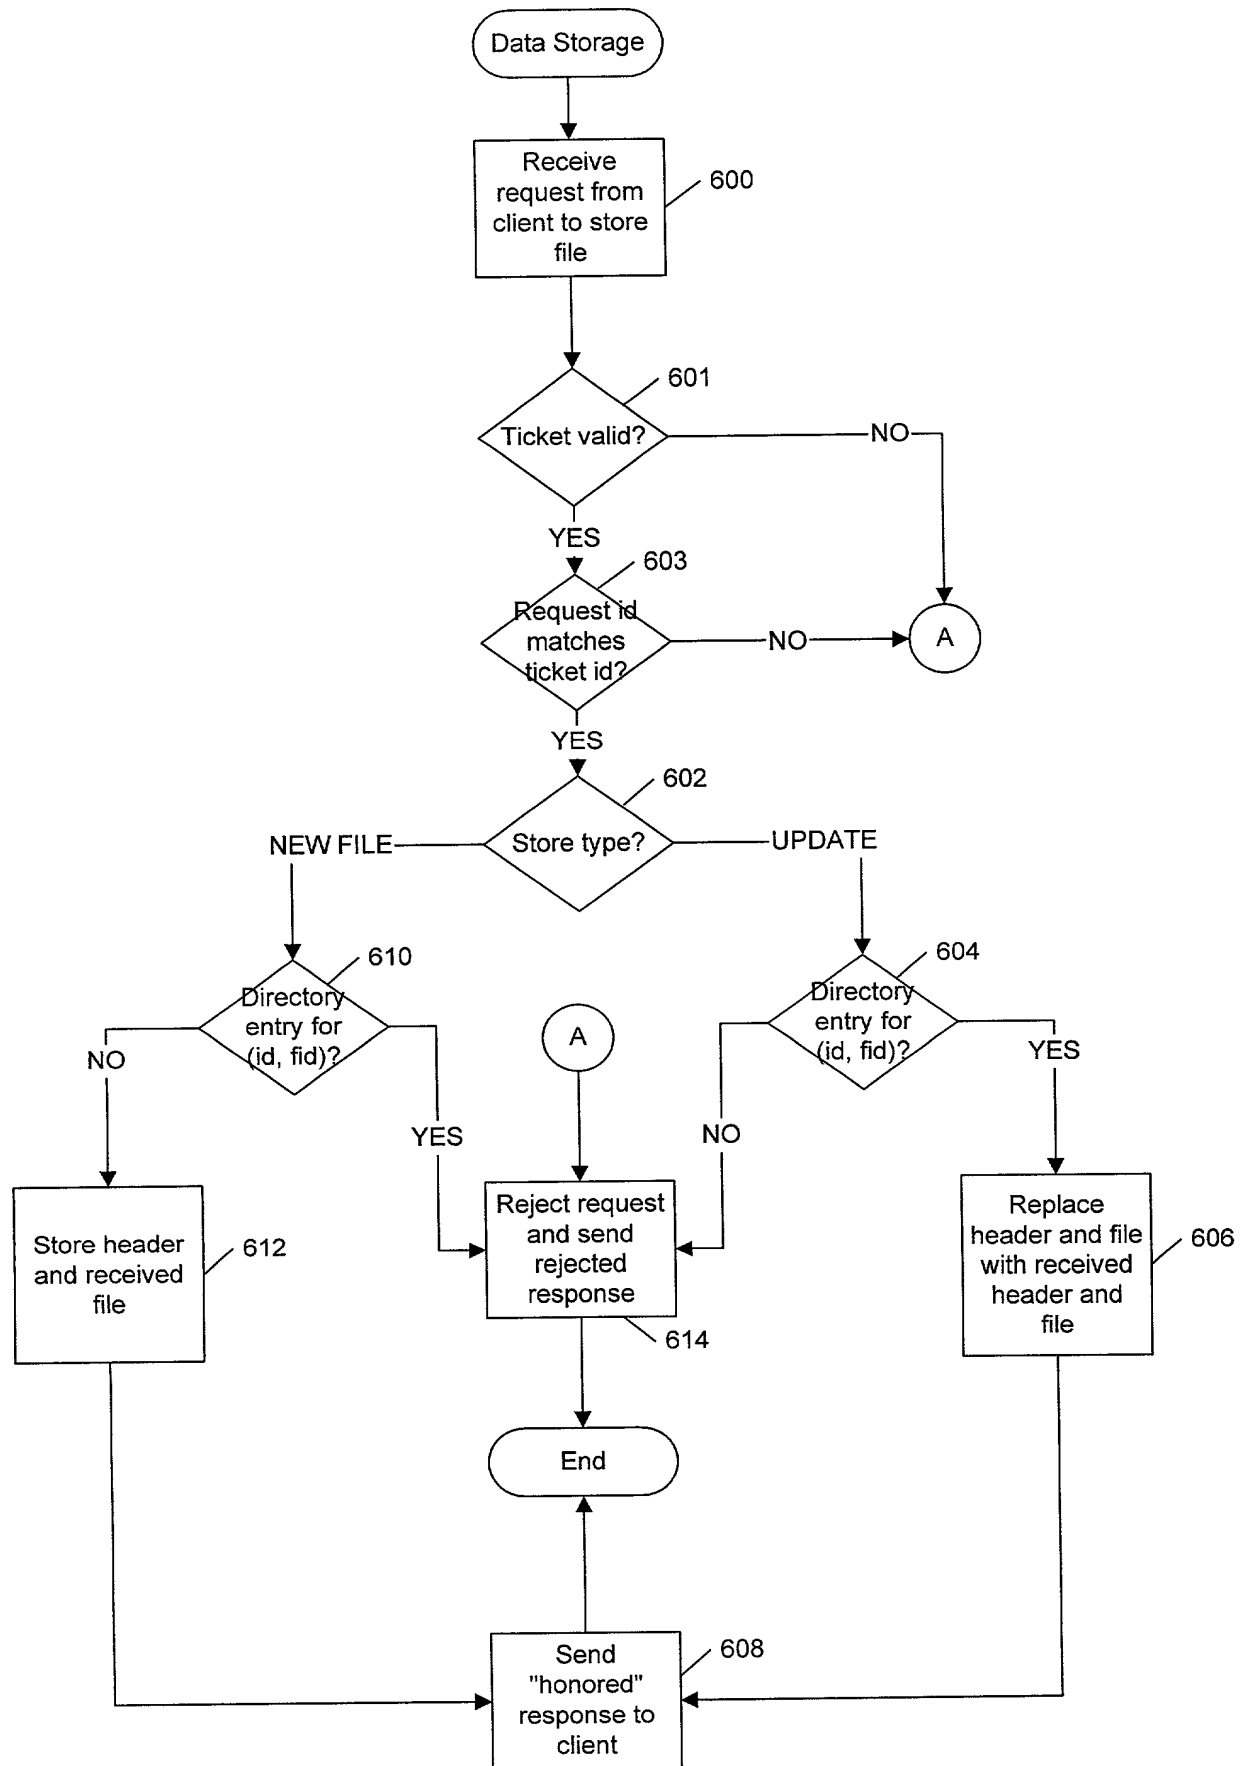 Data Storage
Receive
request from
client to store
file
600
601
Ticket valid?
NO
YES
603
Request id
matches
ticket id?
NO
A
YES
602
Store type?
NEW FILE
UPDATE
610
Directory
entry for
(id, fid)?
604
Directory
entry for
(id, fid)?
A
NO
YES
YES
NO
Store header
and received
file
612
Reject request
and send
rejected
response
614
Replace
header and file
with received
header and
file
606
End
Send
"honored"
response to
client
608